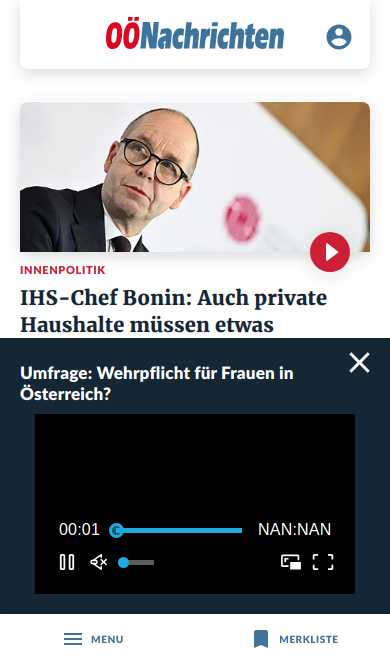 OÖNachrichten
INNENPOLITIK
IHS-Chef Bonin: Auch private
Haushalte müssen etwas
Umfrage: Wehrpflicht für Frauen in
Österreich?
00:01 NAN:NAN
MENU MERKLISTE